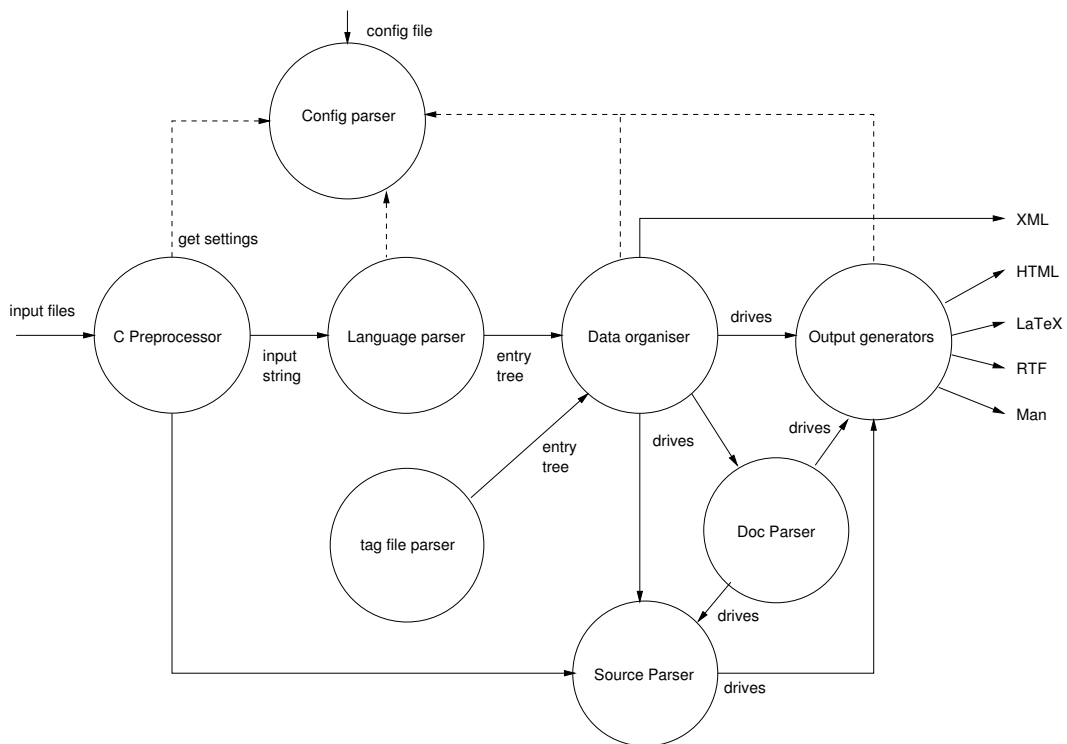 config file
Config parser
get settings
XML
HTML
input files
C Preprocessor
input
string
Language parser
entry
tree
Data organiser
drives
Output generators
LaTeX
RTF
Man
entry
tree
drives
drives
tag file parser
Doc Parser
drives
Source Parser
drives